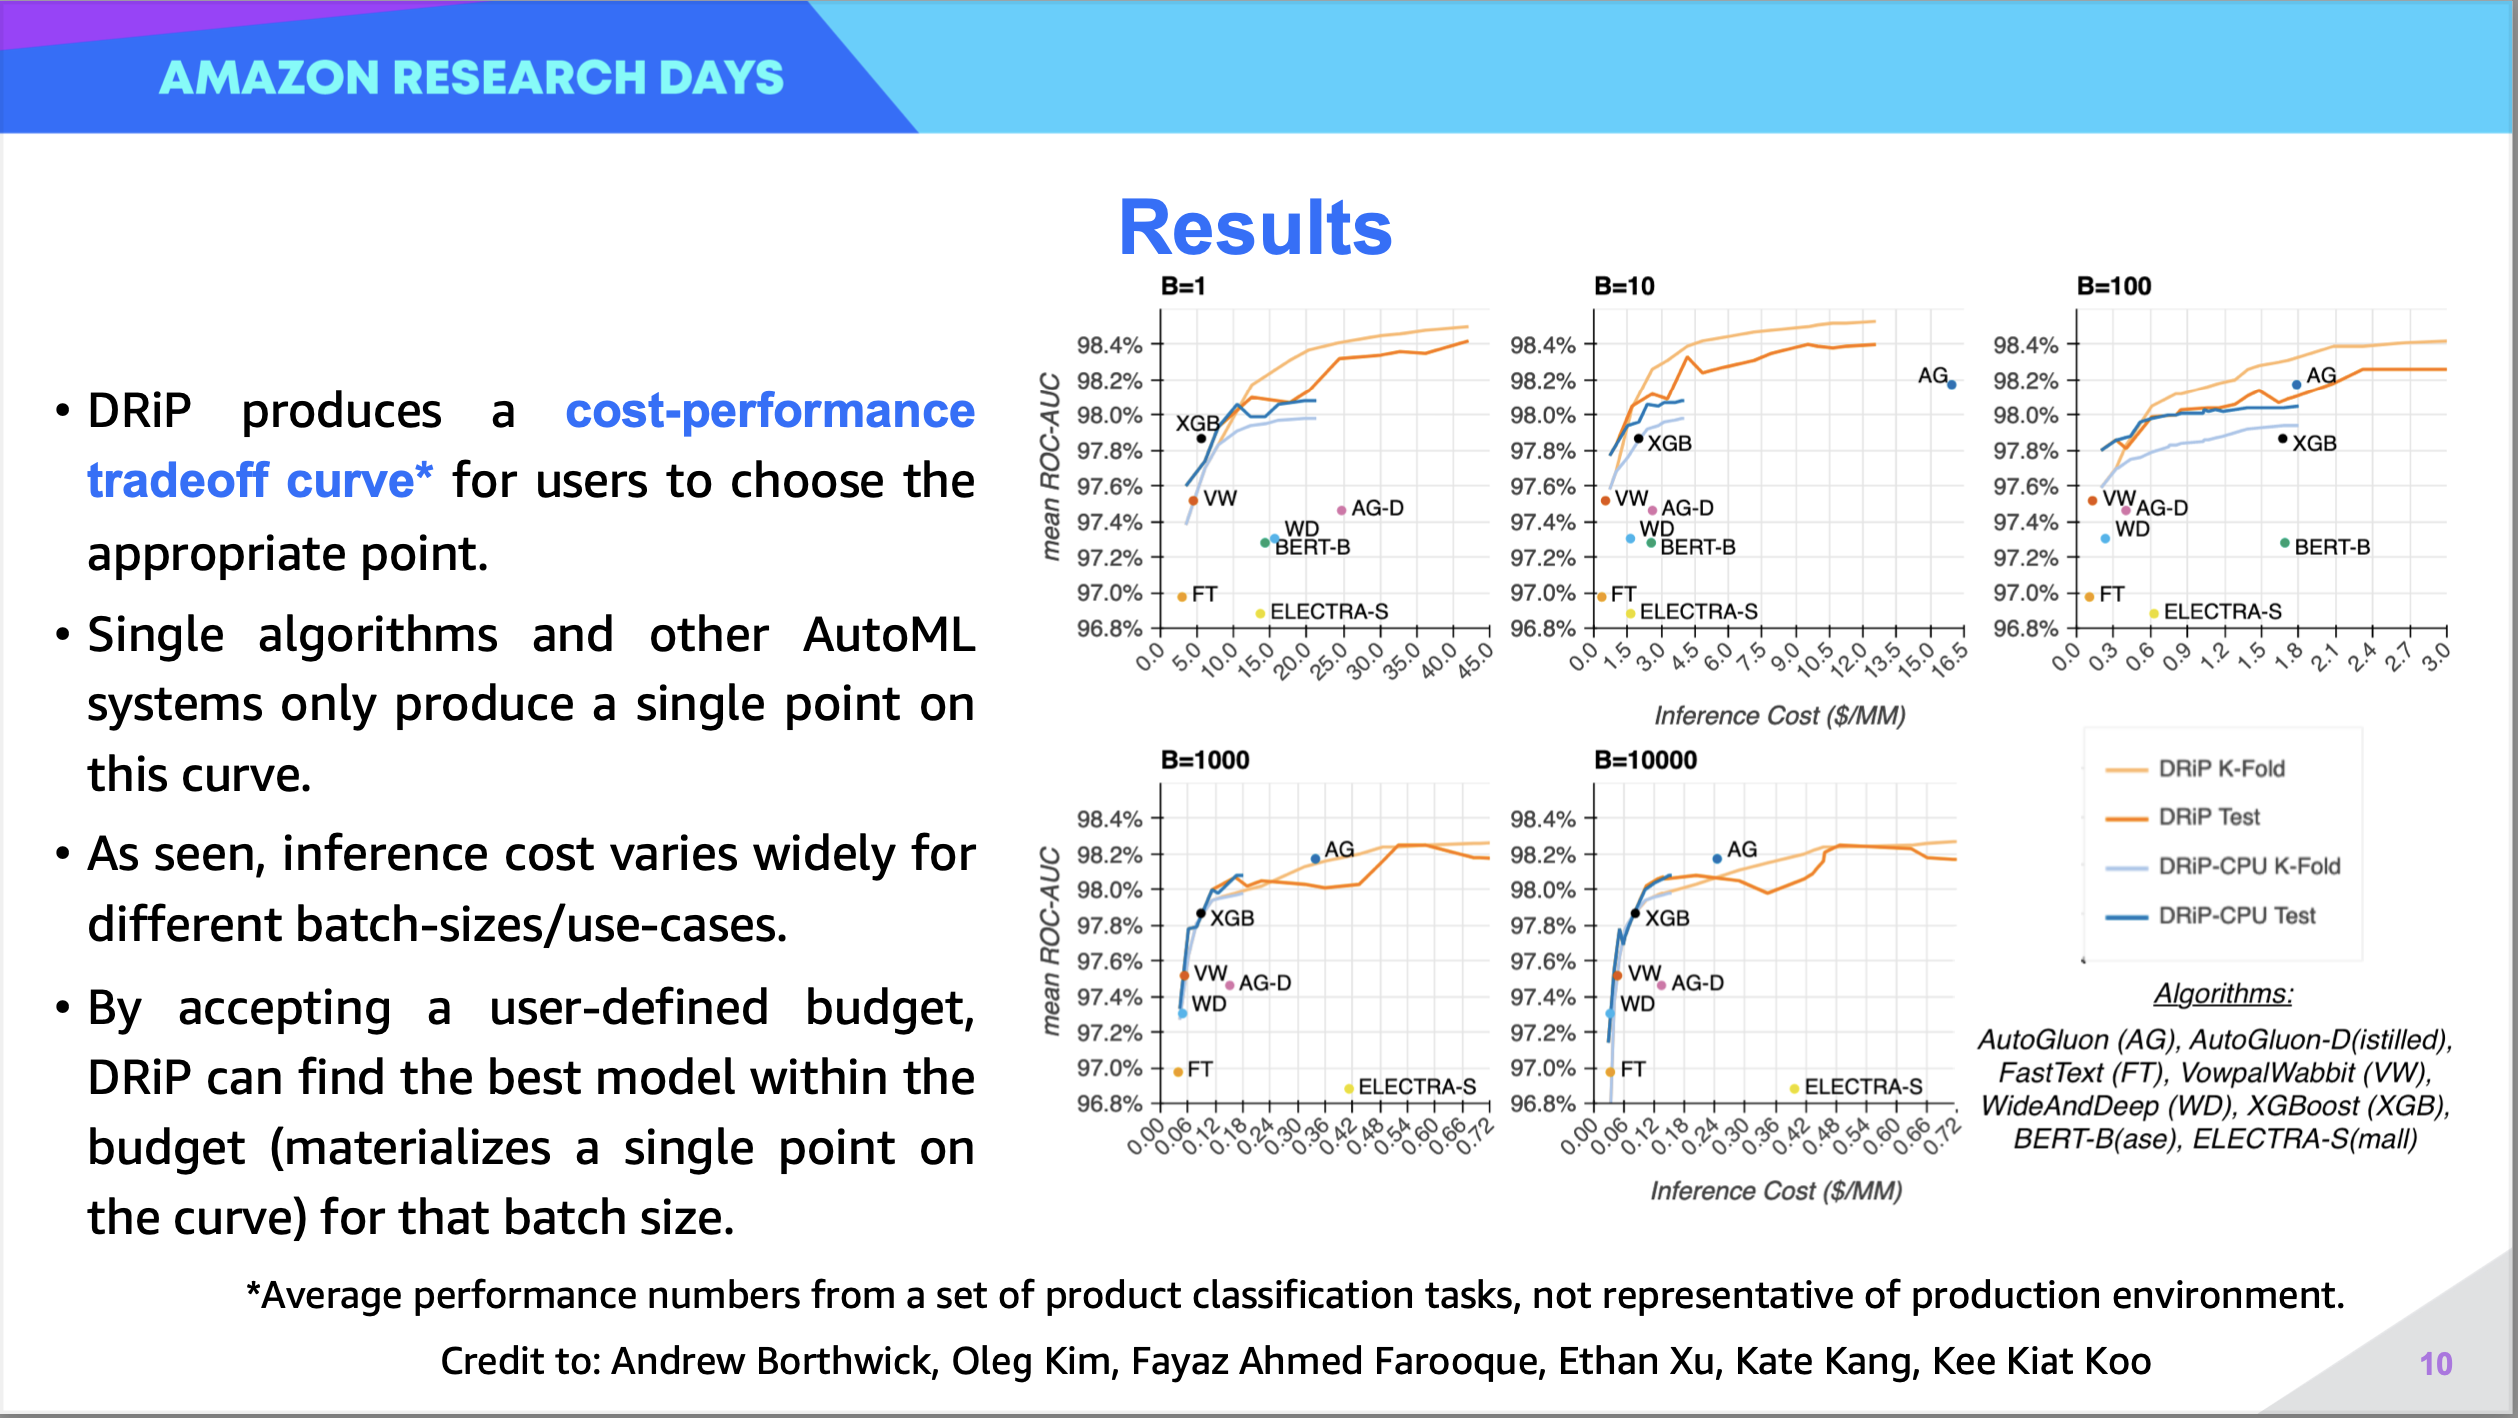 AMAZON RESEARCH DAYS
Results
• DRiP produces a cost-performance
tradeoff curve* for users to choose the
appropriate point.
• Single algorithms and other AutoML
systems only produce a single point on
this curve.
• As seen, inference cost varies widely for
different batch-sizes/use-cases.
• By accepting a user-defined budget,
DRiP can find the best model within the
budget (materializes a single point on
the curve) for that batch size.
B=1
mean ROC-AUC
98.4%
98.2%
98.0%
97.8%
97.6%
97.4%
97.2%
97.0%
96.8%
XGB
VW
AG-D
WD
BERT-B
FT
ELECTRA-S
0.0 5.0 10.0 15.0 20.0 25.0 30.0 35.0 40.0 45.0
B=10
98.4%
98.2%
98.0%
97.8%
97.6%
97.4%
97.2%
97.0%
96.8%
AG
XGB
VW
AG-D
WD
BERT-B
FT
ELECTRA-S
0.0 1.5 3.0 4.5 6.0 7.5 9.0 10.5 12.0 13.5 15.0 16.5
Inference Cost ($/MM)
B=100
98.4%
98.2%
98.0%
97.8%
97.6%
97.4%
97.2%
97.0%
96.8%
AG
XGB
VW
AG-D
WD
BERT-B
FT
ELECTRA-S
0.0 0.3 0.6 0.9 1.2 1.5 1.8 2.1 2.4 2.7 3.0
B=1000
mean ROC-AUC
98.4%
98.2%
98.0%
97.8%
97.6%
97.4%
97.2%
97.0%
96.8%
AG
XGB
VW
AG-D
WD
FT
ELECTRA-S
0.00 0.06 0.12 0.18 0.24 0.30 0.36 0.42 0.48 0.54 0.60 0.66 0.72
B=10000
98.4%
98.2%
98.0%
97.8%
97.6%
97.4%
97.2%
97.0%
96.8%
AG
XGB
VW
AG-D
WD
FT
ELECTRA-S
0.00 0.06 0.12 0.18 0.24 0.30 0.36 0.42 0.48 0.54 0.60 0.66 0.72
Inference Cost ($/MM)
DRiP K-Fold
DRiP Test
DRiP-CPU K-Fold
DRiP-CPU Test
Algorithms:
AutoGluon (AG), AutoGluon-D(istilled),
FastText (FT), VowpalWabbit (VW),
WideAndDeep (WD), XGBoost (XGB),
BERT-B(ase), ELECTRA-S(mall)
*Average performance numbers from a set of product classification tasks, not representative of production environment.
Credit to: Andrew Borthwick, Oleg Kim, Fayaz Ahmed Farooque, Ethan Xu, Kate Kang, Kee Kiat Koo
10